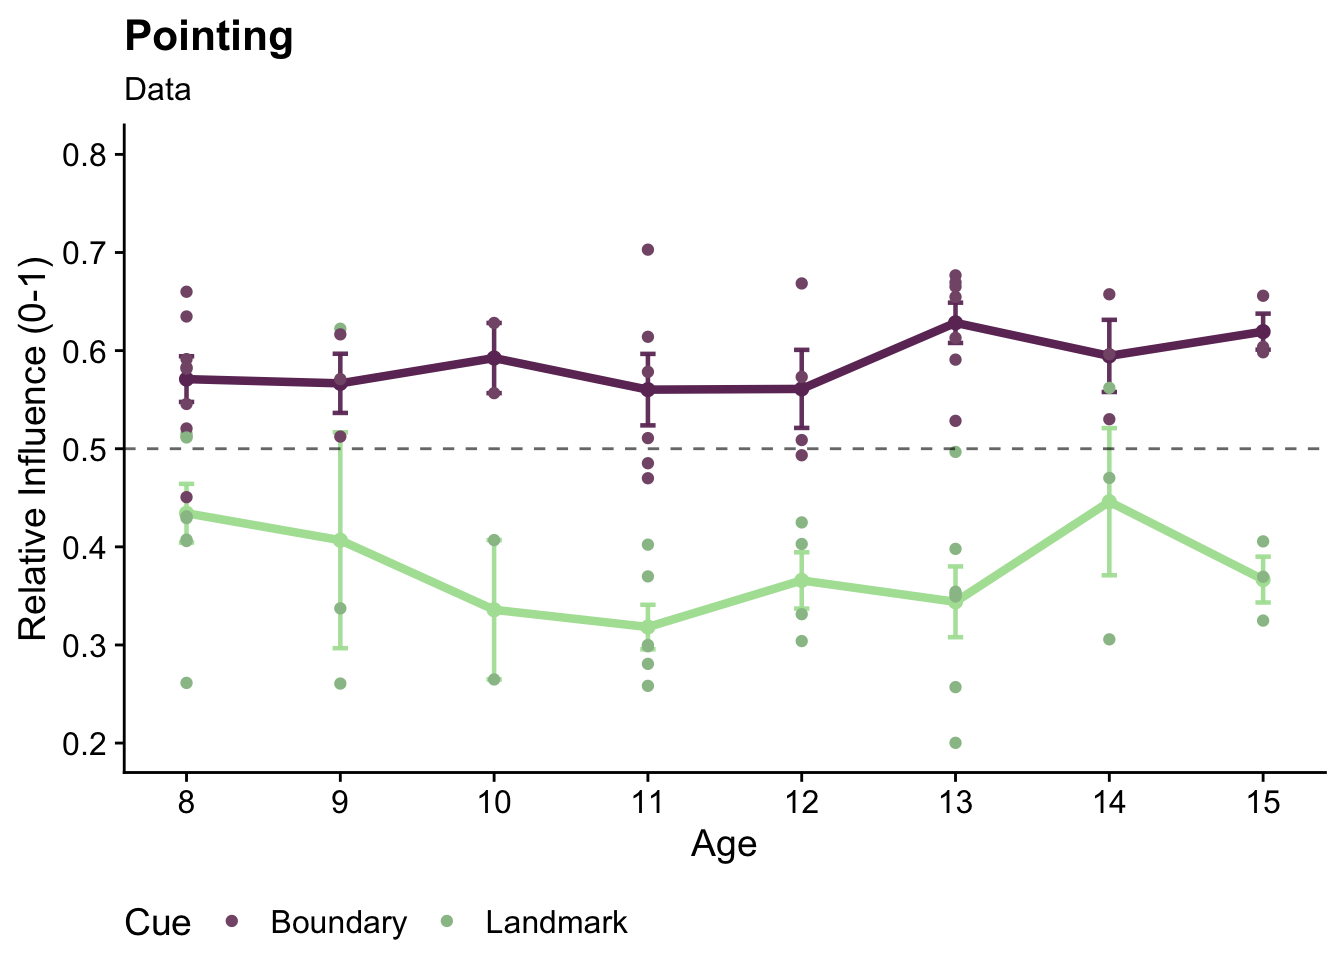 Pointing
Data
Relative Influence (0-1)
0.8
0.7
0.6
0.5
0.4
0.3
0.2
8 9 10 11 12 13 14 15
Age
Cue Boundary Landmark